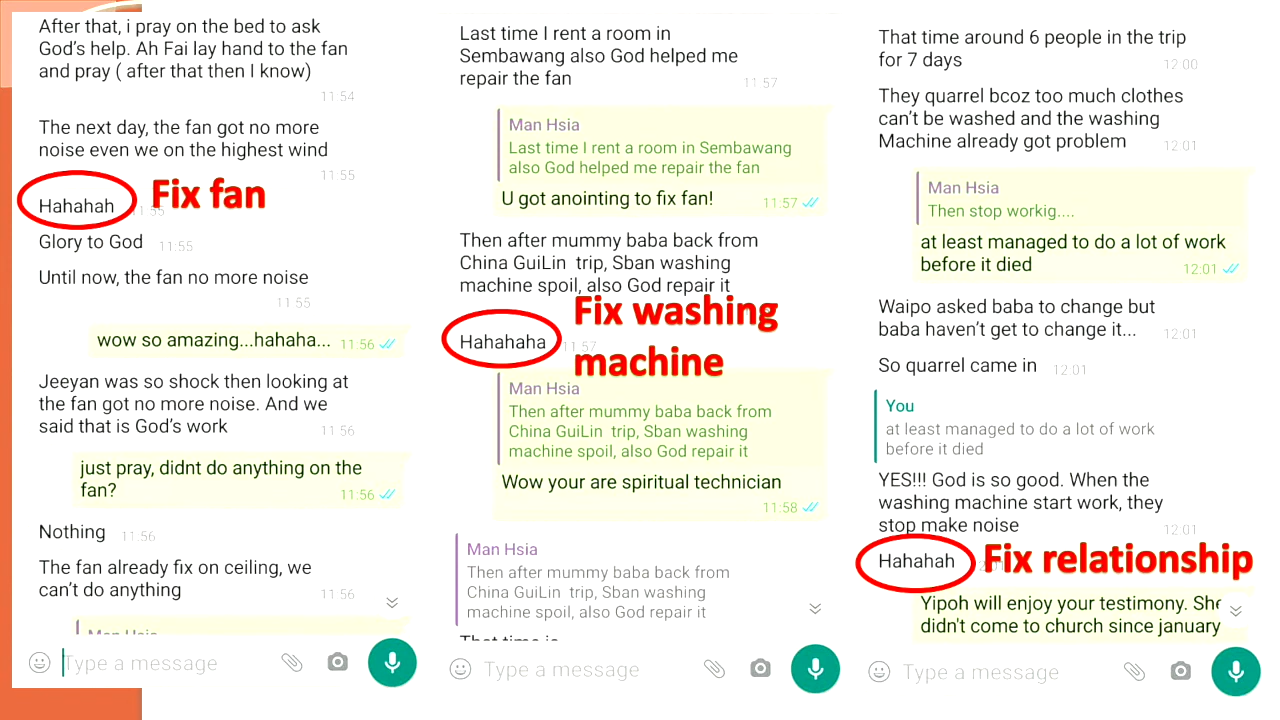 After that, i pray on the bed to ask
God's help. Ah Fai lay hand to the fan
and pray ( after that then I know)
11:54
The next day, the fan got no more
noise even we on the highest wind
11:55
Hahahah
11:55
Fix fan
Glory to God 11:55
Until now, the fan no more noise
11:55
wow so amazing...hahaha... 11:56
Jeeyan was so shock then looking at
the fan got no more noise. And we
said that is God's work 11:56
just pray, didnt do anything on the
fan? 11:56
Nothing 11:56
The fan already fix on ceiling, we
can't do anything 11:56
Man Hsia
Type a message
Last time I rent a room in
Sembawang also God helped me
repair the fan 11:57
Man Hsia
Last time I rent a room in Sembawang
also God helped me repair the fan
U got anointing to fix fan! 11:57
Then after mummy baba back from
China GuiLin trip, Sban washing
machine spoil, also God repair it
Hahahaha 11:57
Fix washing
machine
Man Hsia
Then after mummy baba back from
China GuiLin trip, Sban washing
machine spoil, also God repair it
Wow your are spiritual technician
11:58
Man Hsia
Then after mummy baba back from
China GuiLin trip, Sban washing
machine spoil, also God repair it
That time is
Type a message
That time around 6 people in the trip
for 7 days 12:00
They quarrel bcoz too much clothes
can't be washed and the washing
Machine already got problem 12:01
Man Hsia
Then stop workig....
at least managed to do a lot of work
before it died 12:01
Waipo asked baba to change but
baba haven't get to change it... 12:01
So quarrel came in 12:01
You
at least managed to do a lot of work
before it died
YES!!! God is so good. When the
washing machine start work, they
stop make noise 12:01
Hahahah
Fix relationship
Yipoh will enjoy your testimony. She
didn't come to church since january
Type a message